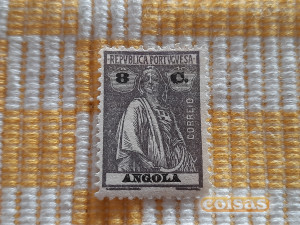 REPUBLICA PORTUGUESA
8 C.
CORREIO
ANGOLA
coisas